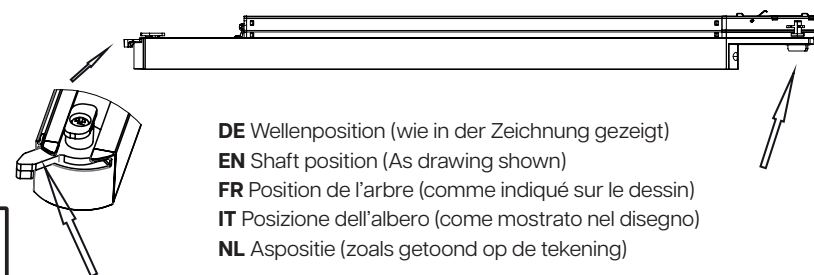 DE Wellenposition (wie in der Zeichnung gezeigt)
EN Shaft position (As drawing shown)
FR Position de l'arbre (comme indiqué sur le dessin)
IT Posizione dell'albero (come mostrato nel disegno)
NL Aspositie (zoals getoond op de tekening)